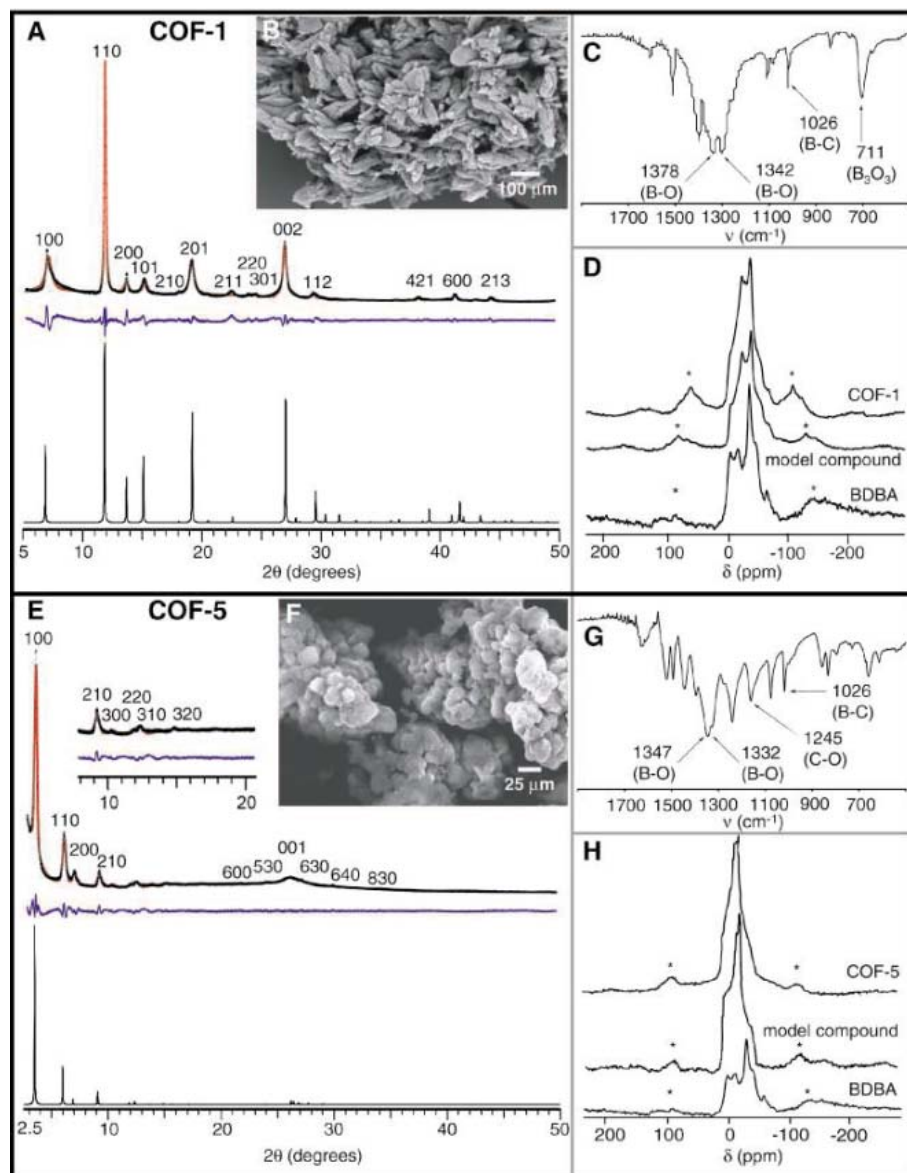 A COF-1
110
100
200
101
210
201
211
220
301
002
112
421 600 213
5 10 20 30 40 50
2θ (degrees)
B
100 μm
C
1378
(B-O)
1342
(B-O)
1026
(B-C)
711
(B₃O₃)
1700 1500 1300 1100 900 700
ν (cm⁻¹)
D
* *
COF-1
* *
model compound
BDBA
* *
200 100 0 -100 -200
δ (ppm)
E COF-5
100
210 220
300 310 320
10 20
110
200
210
600 530 001 630 640 830
2.5 10 20 30 40 50
2θ (degrees)
F
25 μm
G
1347
(B-O)
1332
(B-O)
1245
(C-O)
1026
(B-C)
1700 1500 1300 1100 900 700
ν (cm⁻¹)
H
* *
COF-5
model compound
* *
BDBA
* *
200 100 0 -100 -200
δ (ppm)